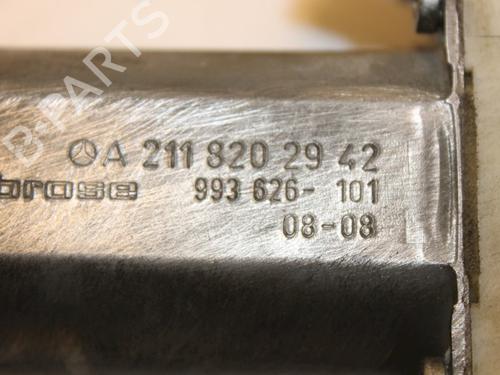 B-PARTS
A 211 820 29 42
brose 993 626- 101
08-08